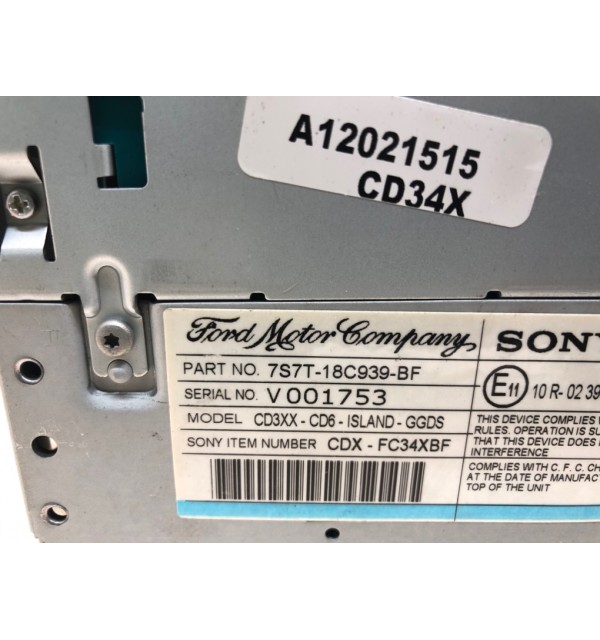 A12021515
CD34X
Ford Motor Company
SONY
PART NO. 7S7T-18C939-BF
SERIAL NO. V 001753
E11 10 R - 02 39
MODEL CD3XX - CD6 - ISLAND - GGDS
SONY ITEM NUMBER CDX - FC34XBF
THIS DEVICE COMPLIES
RULES. OPERATION IS
THAT THIS DEVICE DOES
INTERFERENCE
COMPLIES WITH C. F. C.
AT THE DATE OF
TOP OF THE UNIT